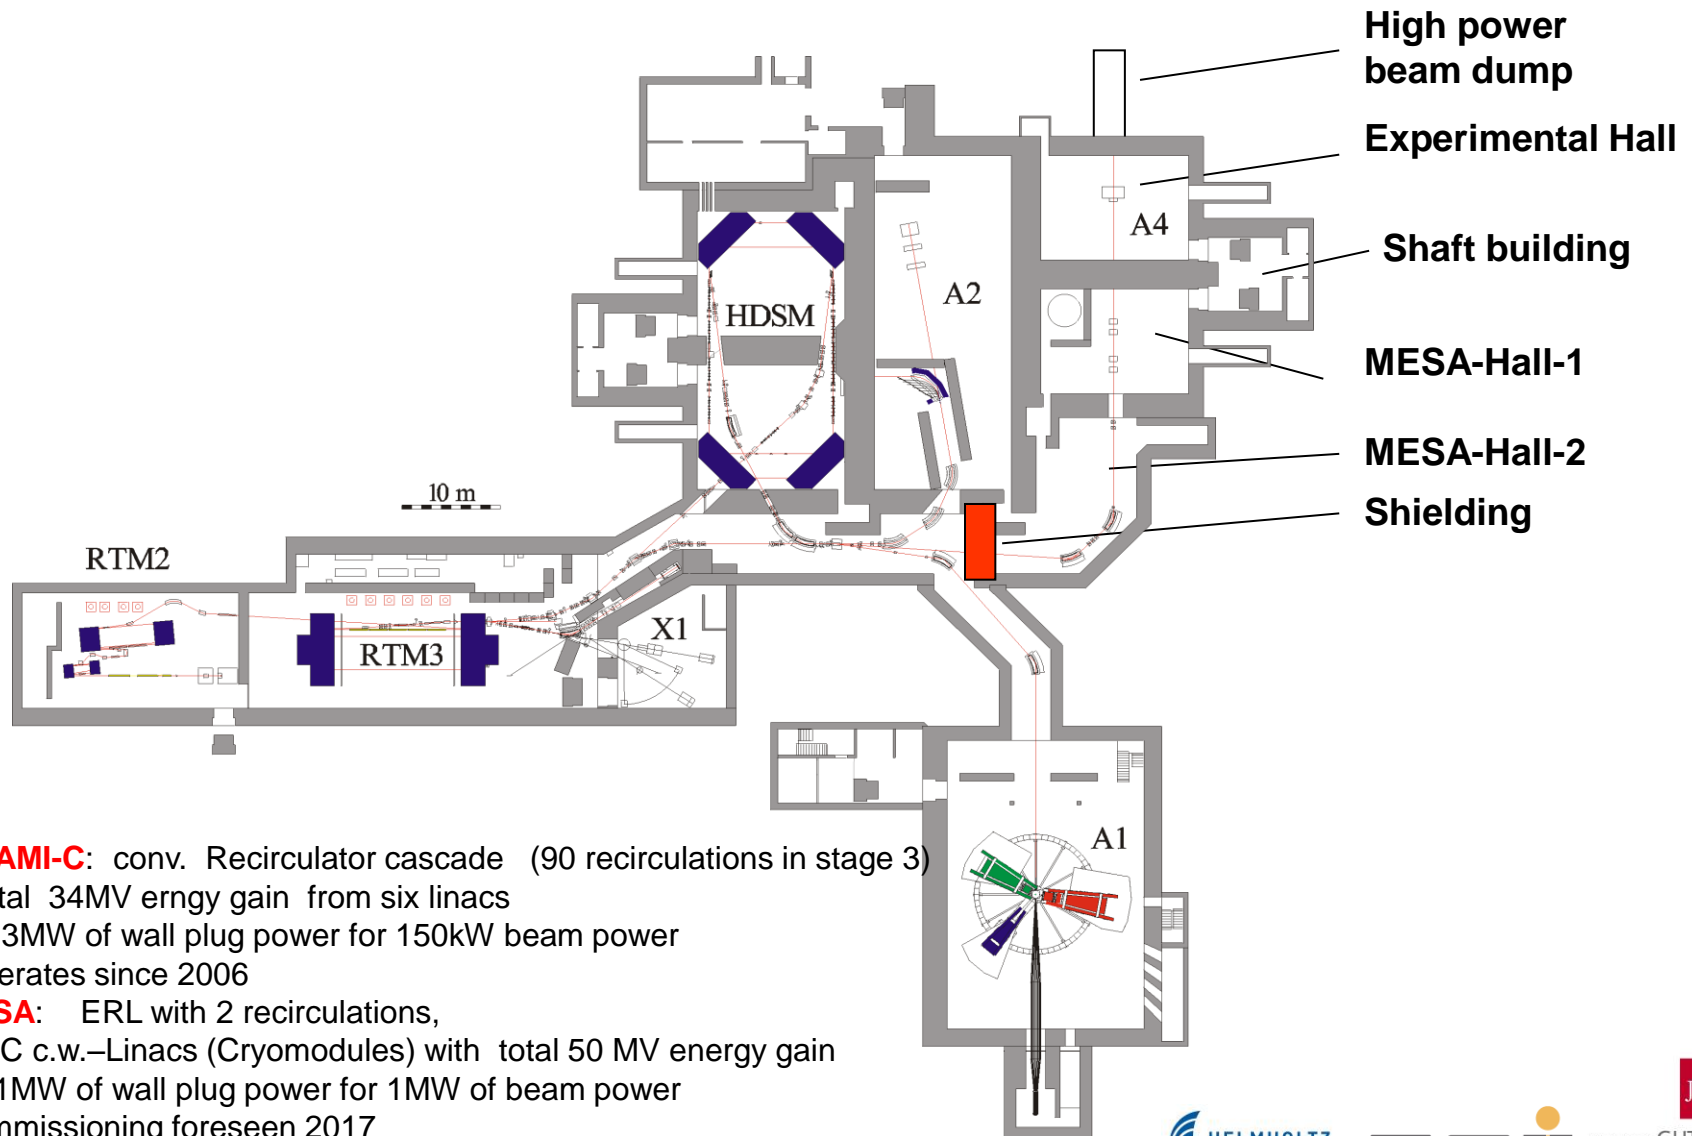 High power
beam dump
Experimental Hall
A4
Shaft building
A2
HDSM
MESA-Hall-1
MESA-Hall-2
10 m
Shielding
RTM2
X1
RTM3
A1
AMI-C: conv. Recirculator cascade (90 recirculations in stage 3)
tal 34MV erngy gain from six linacs
3MW of wall plug power for 150kW beam power
erates since 2006
SA: ERL with 2 recirculations,
C c.w.–Linacs (Cryomodules) with total 50 MV energy gain
1MW of wall plug power for 1MW of beam power
mmissioning foreseen 2017
HELMHOLTZ